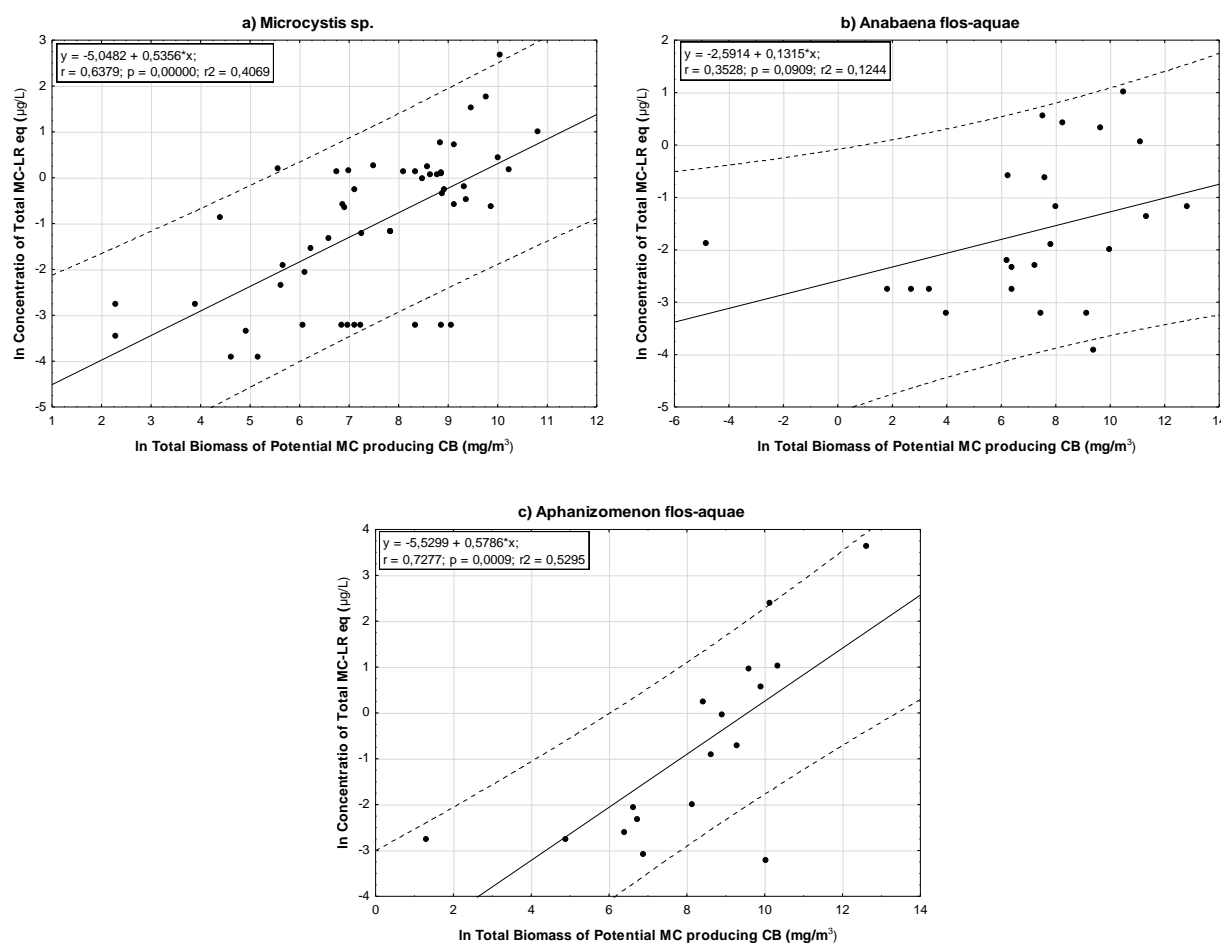 a) Microcystis sp.
y = -5,0482 + 0,5356*x;
r = 0,6379; p = 0,00000; r2 = 0,4069
3
2
1
0
-1
-2
-3
-4
-5
ln Concentratio of Total MC-LR eq (µg/L)
1 2 3 4 5 6 7 8 9 10 11 12
ln Total Biomass of Potential MC producing CB (mg/m³)
b) Anabaena flos-aquae
y = -2,5914 + 0,1315*x;
r = 0,3528; p = 0,0909; r2 = 0,1244
2
1
0
-1
-2
-3
-4
-5
ln Concentratio of Total MC-LR eq (µg/L)
-6 -4 -2 0 2 4 6 8 10 12 14
ln Total Biomass of Potential MC producing CB (mg/m³)
c) Aphanizomenon flos-aquae
y = -5,5299 + 0,5786*x;
r = 0,7277; p = 0,0009; r2 = 0,5295
4
3
2
1
0
-1
-2
-3
-4
ln Concentratio of Total MC-LR eq (µg/L)
0 2 4 6 8 10 12 14
ln Total Biomass of Potential MC producing CB (mg/m³)